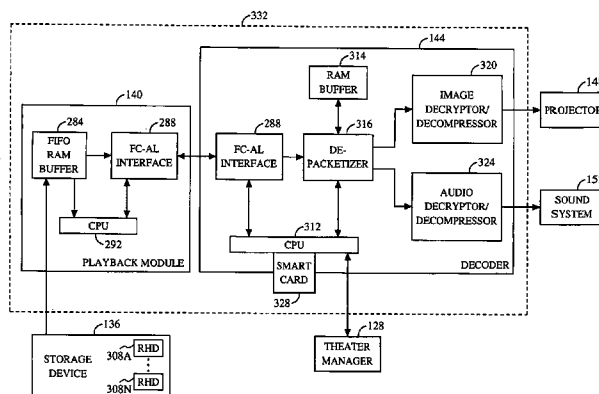 332
144
314
RAM
BUFFER
320
IMAGE
DECRYPTOR/
DECOMPRESSOR
PROJECTOR
140
284
FIFO
RAM
BUFFER
288
FC-AL
INTERFACE
288
FC-AL
INTERFACE
316
DE-
PACKETIZER
324
AUDIO
DECRYPTOR/
DECOMPRESSOR
SOUND
SYSTEM
CPU
292
PLAYBACK MODULE
312
CPU
SMART
CARD
328
DECODER
136
STORAGE
DEVICE
308A
RHD
308N
RHD
128
THEATER
MANAGER